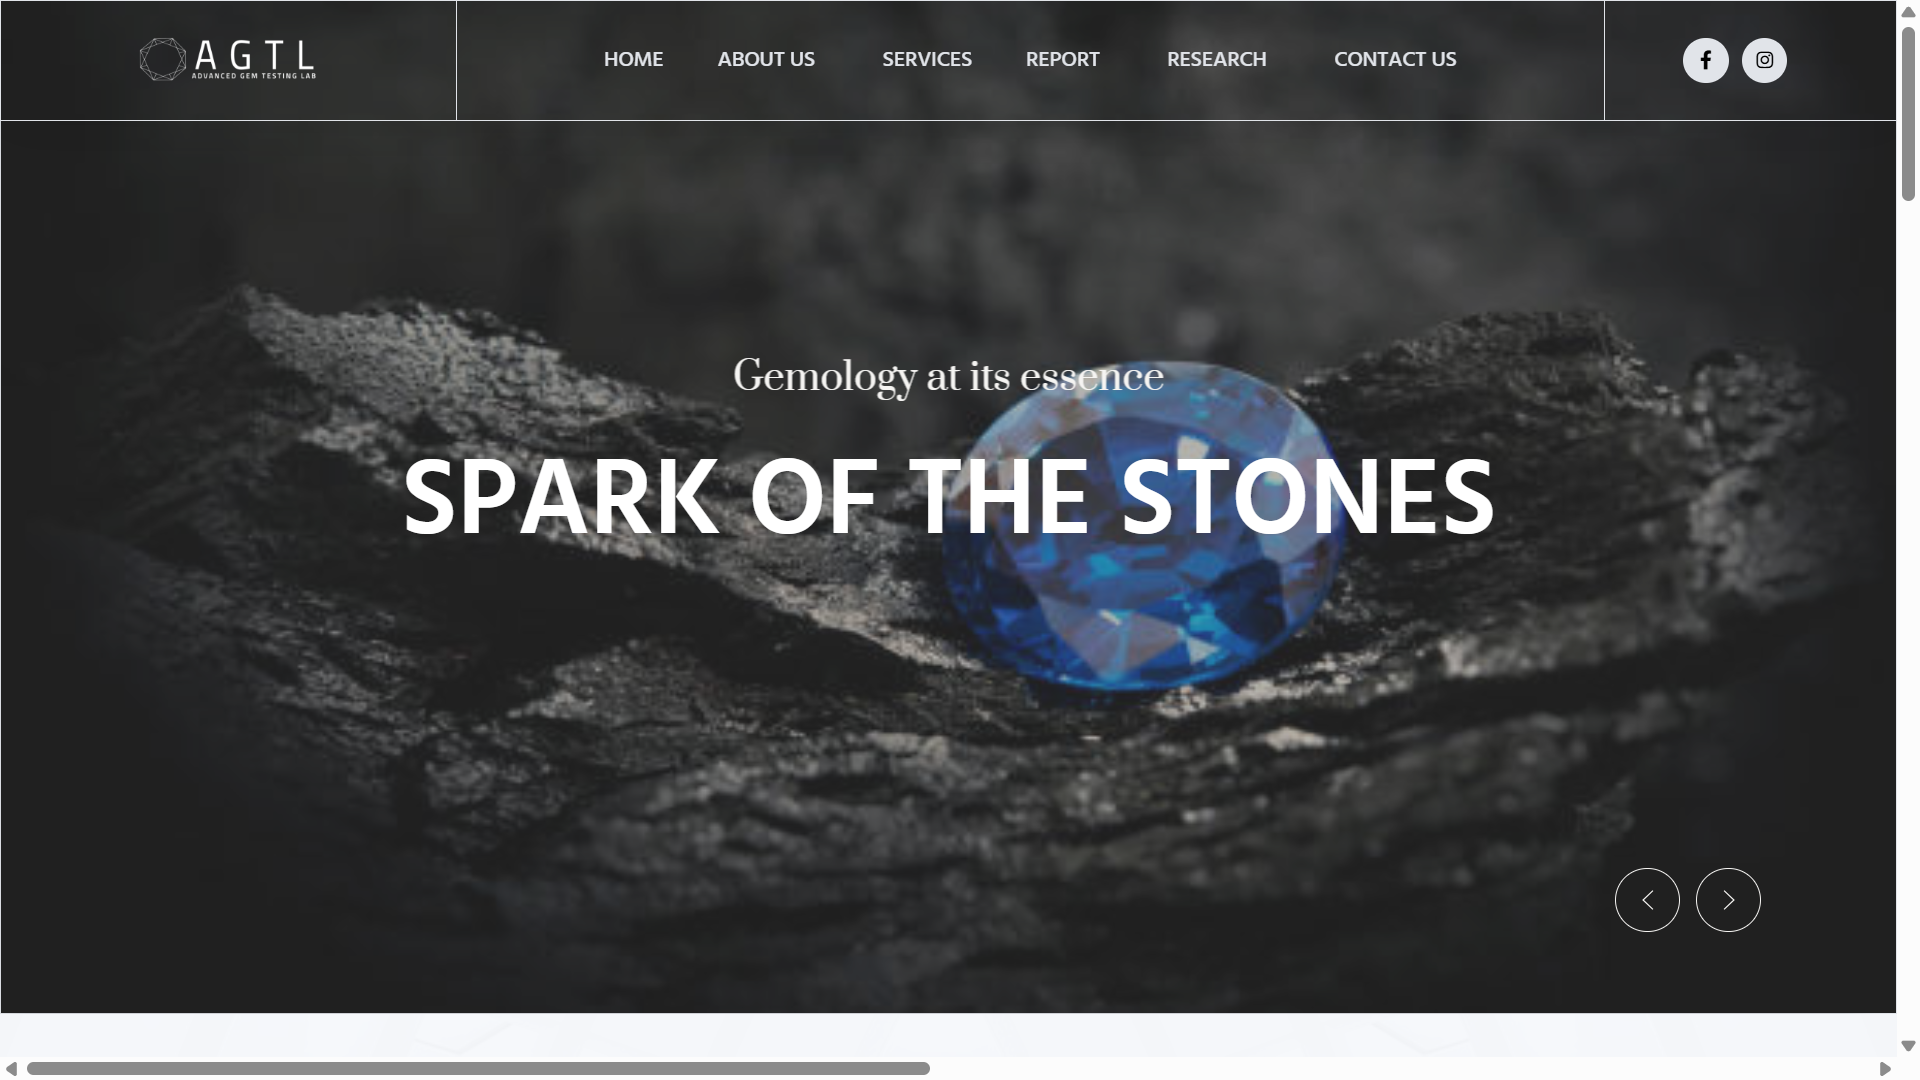 AGTL
ADVANCED GEM TESTING LAB
HOME
ABOUT US
SERVICES
REPORT
RESEARCH
CONTACT US
Gemology at its essence
SPARK OF THE STONES